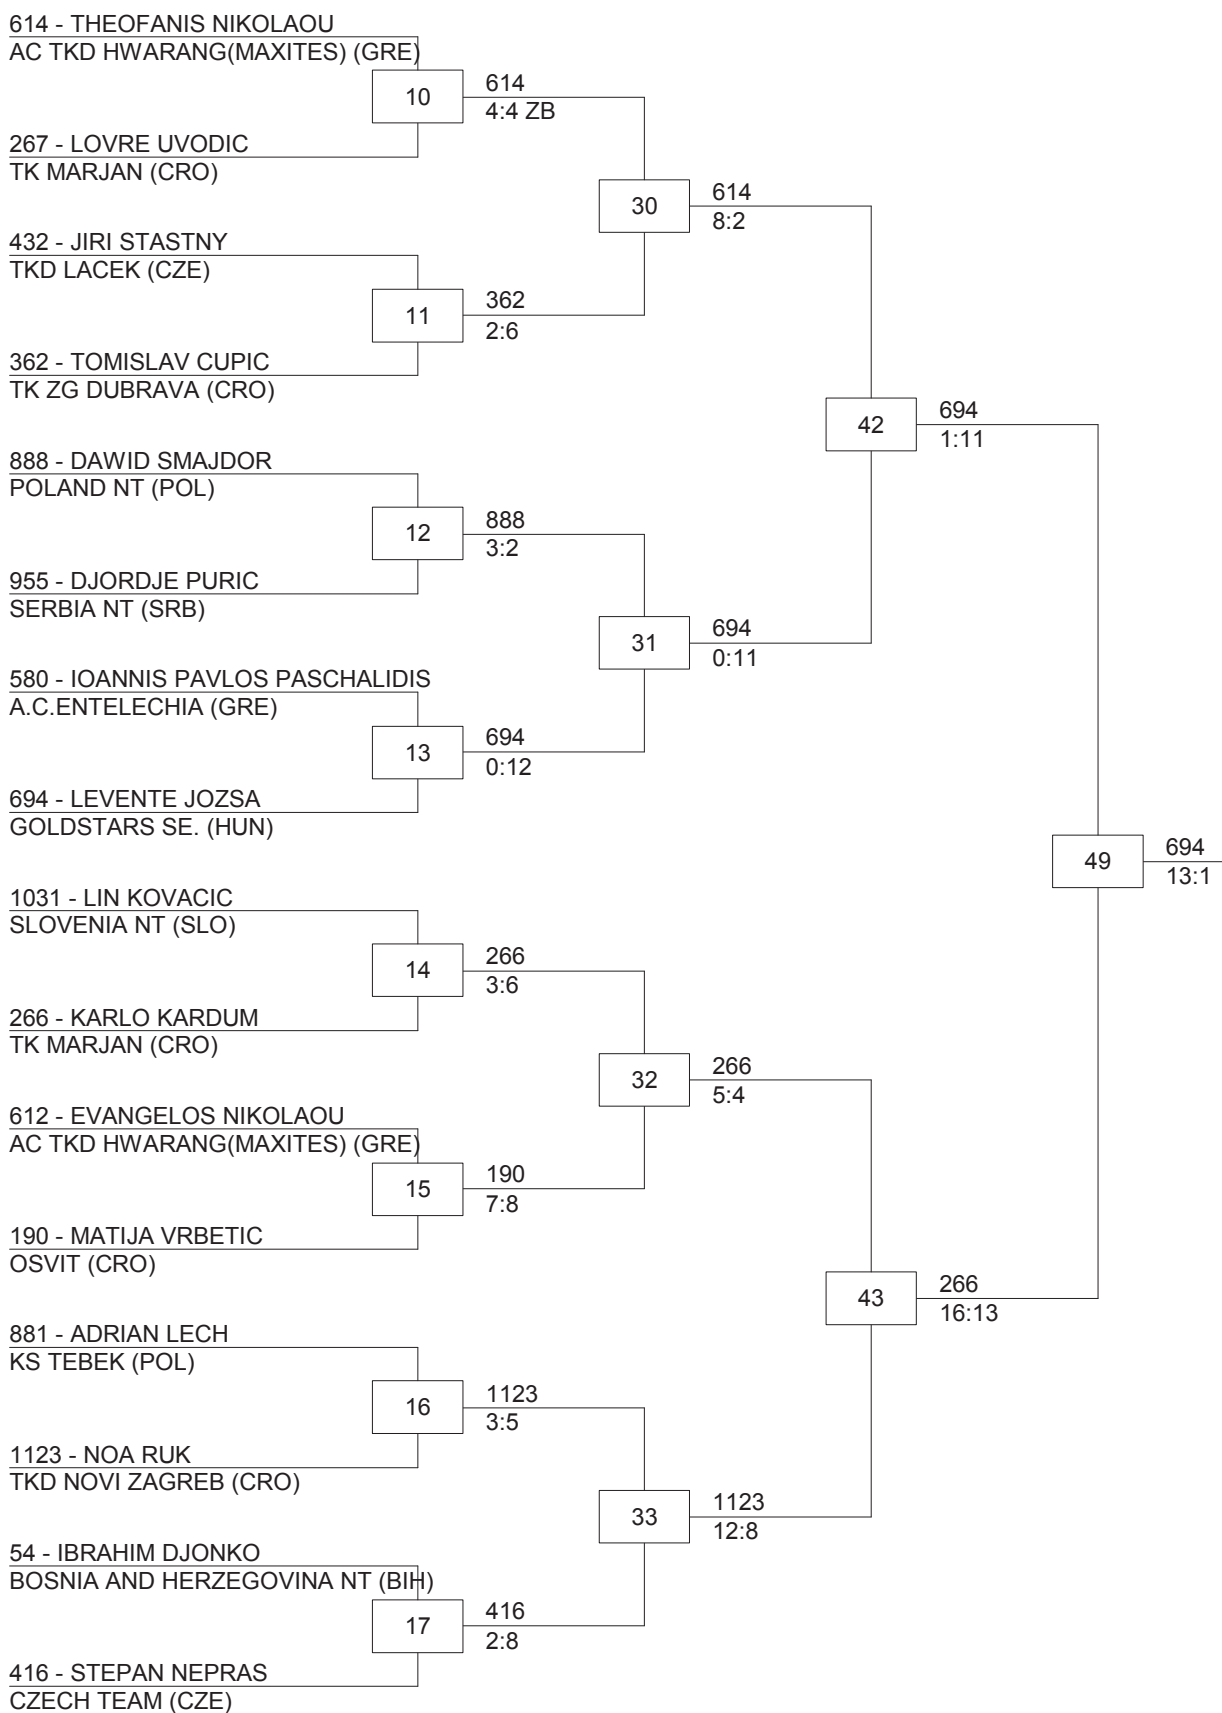 614 - THEOFANIS NIKOLAOU
AC TKD HWARANG(MAXITES) (GRE)
10
614
4:4 ZB
267 - LOVRE UVODIC
TK MARJAN (CRO)
30
614
8:2
432 - JIRI STASTNY
TKD LACEK (CZE)
11
362
2:6
362 - TOMISLAV CUPIC
TK ZG DUBRAVA (CRO)
42
694
1:11
888 - DAWID SMAJDOR
POLAND NT (POL)
12
888
3:2
955 - DJORDJE PURIC
SERBIA NT (SRB)
31
694
0:11
580 - IOANNIS PAVLOS PASCHALIDIS
A.C.ENTELECHIA (GRE)
13
694
0:12
694 - LEVENTE JOZSA
GOLDSTARS SE. (HUN)
49
694
13:1
1031 - LIN KOVACIC
SLOVENIA NT (SLO)
14
266
3:6
266 - KARLO KARDUM
TK MARJAN (CRO)
32
266
5:4
612 - EVANGELOS NIKOLAOU
AC TKD HWARANG(MAXITES) (GRE)
15
190
7:8
190 - MATIJA VRBETIC
OSVIT (CRO)
43
266
16:13
881 - ADRIAN LECH
KS TEBEK (POL)
16
1123
3:5
1123 - NOA RUK
TKD NOVI ZAGREB (CRO)
33
1123
12:8
54 - IBRAHIM DJONKO
BOSNIA AND HERZEGOVINA NT (BIH)
17
416
2:8
416 - STEPAN NEPRAS
CZECH TEAM (CZE)